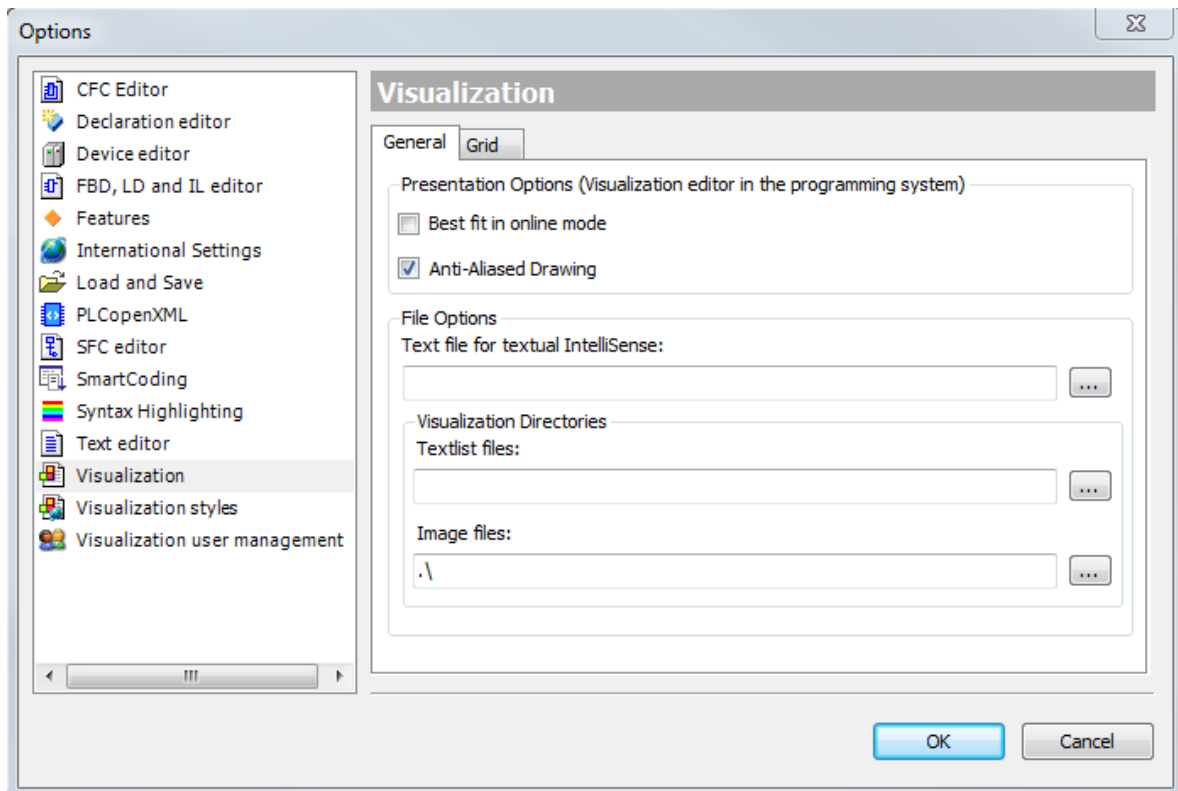 Options
CFC Editor
Declaration editor
Device editor
FBD, LD and IL editor
Features
International Settings
Load and Save
PLCopenXML
SFC editor
SmartCoding
Syntax Highlighting
Text editor
Visualization
Visualization styles
Visualization user management
Visualization
General
Grid
Presentation Options (Visualization editor in the programming system)
Best fit in online mode
Anti-Aliased Drawing
File Options
Text file for textual IntelliSense:
...
Visualization Directories
Textlist files:
...
Image files:
.\
...
OK
Cancel